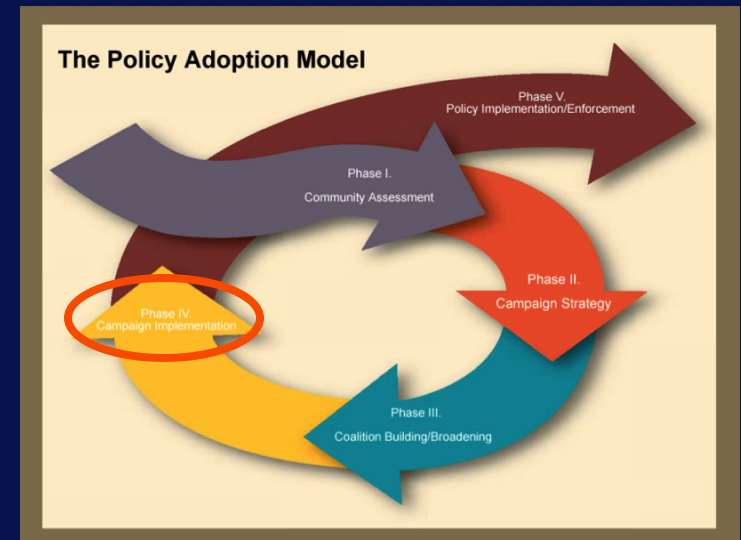 The Policy Adoption Model
Phase V.
Policy Implementation/Enforcement
Phase I.
Community Assessment
Phase II.
Campaign Strategy
Phase IV.
Campaign Implementation
Phase III.
Coalition Building/Broadening